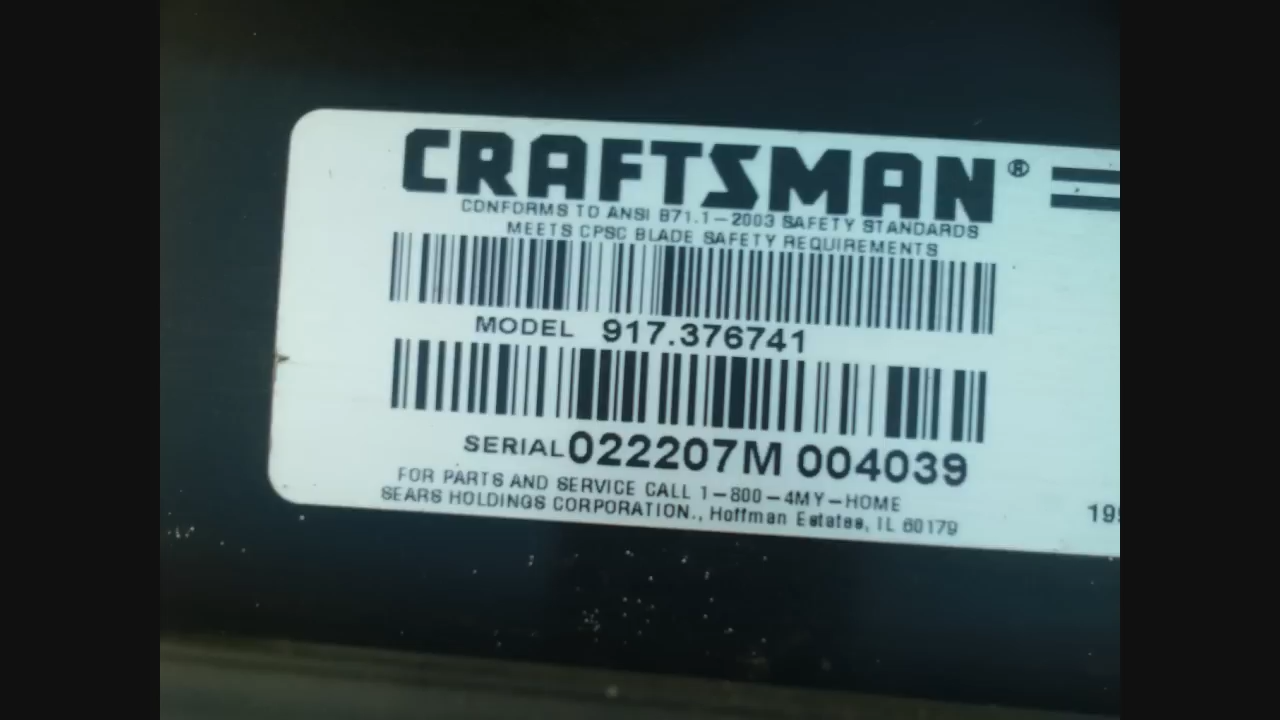 CRAFTSMAN®
CONFORMS TO ANSI B71.1-2003 SAFETY STANDARDS
MEETS CPSC BLADE SAFETY REQUIREMENTS
MODEL 917.376741
SERIAL 022207M 004039
FOR PARTS AND SERVICE CALL 1-800-4MY-HOME
SEARS HOLDINGS CORPORATION., Hoffman Estates, IL 60179